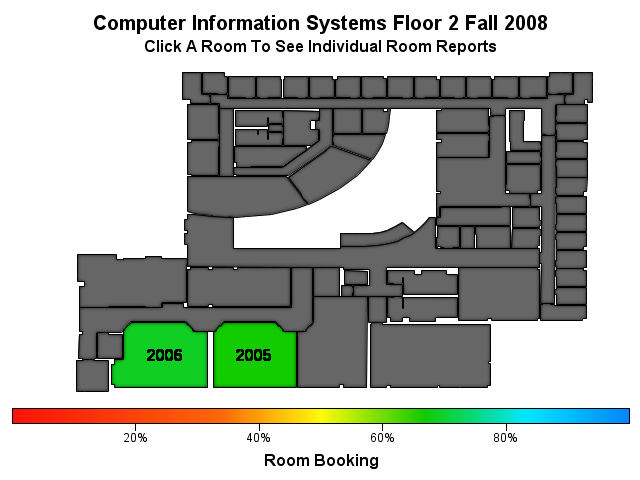 Computer Information Systems Floor 2 Fall 2008
Click A Room To See Individual Room Reports
2006 2005
20% 40% 60% 80%
Room Booking